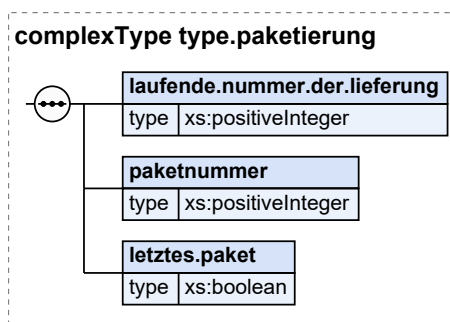 complexType type.paketierung
laufende.nummer.der.lieferung
type xs:positiveInteger
paketnummer
type xs:positiveInteger
letztes.paket
type xs:boolean